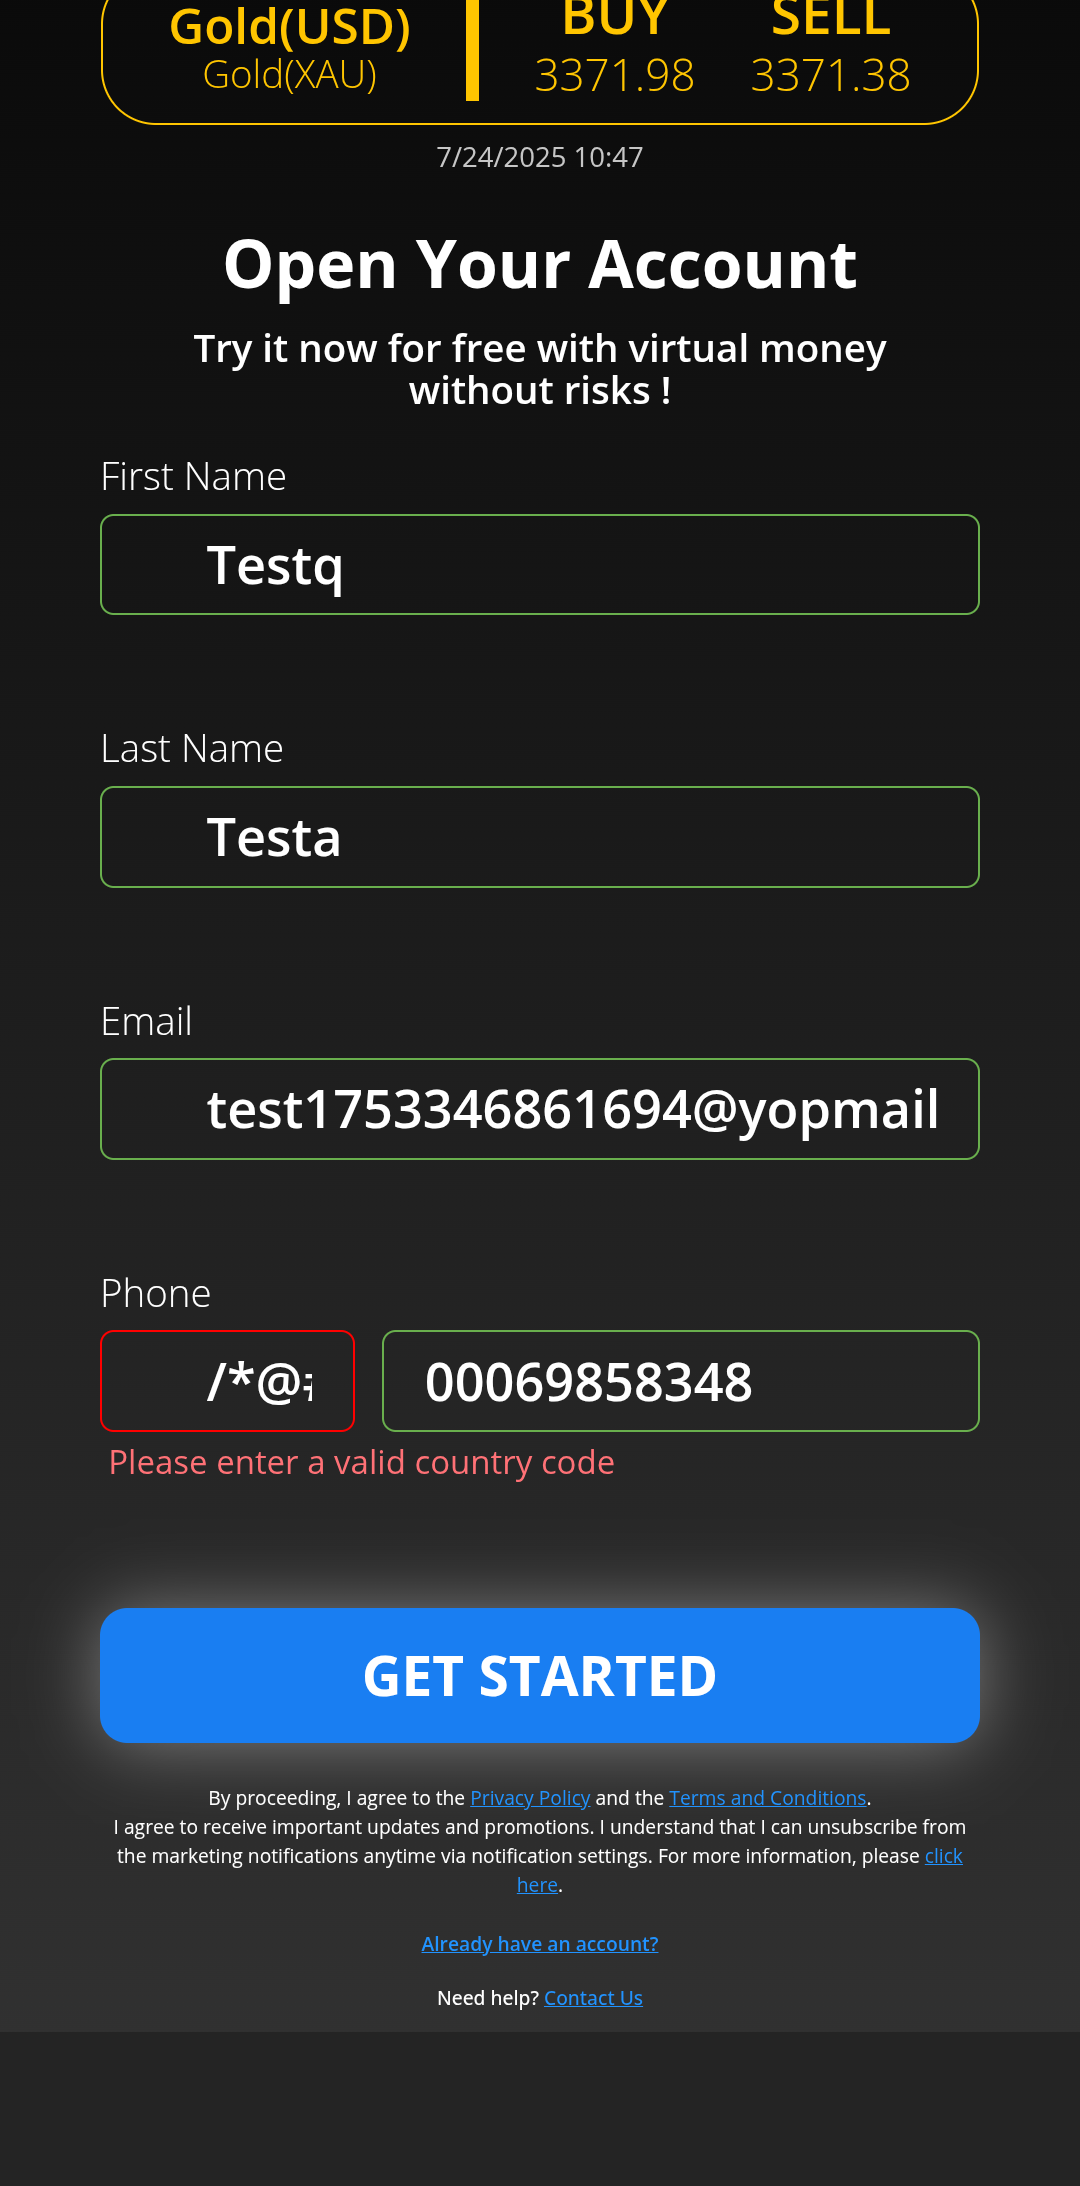 Gold(USD)
BUY
SELL
Gold(XAU)
3371.98
3371.38
7/24/2025 10:47
Open Your Account
Try it now for free with virtual money
without risks !
First Name
Testq
Last Name
Testa
Email
test1753346861694@yopmail
Phone
/*@
00069858348
Please enter a valid country code
GET STARTED
By proceeding, I agree to the Privacy Policy and the Terms and Conditions.
I agree to receive important updates and promotions. I understand that I can unsubscribe from
the marketing notifications anytime via notification settings. For more information, please click
here.
Already have an account?
Need help? Contact Us